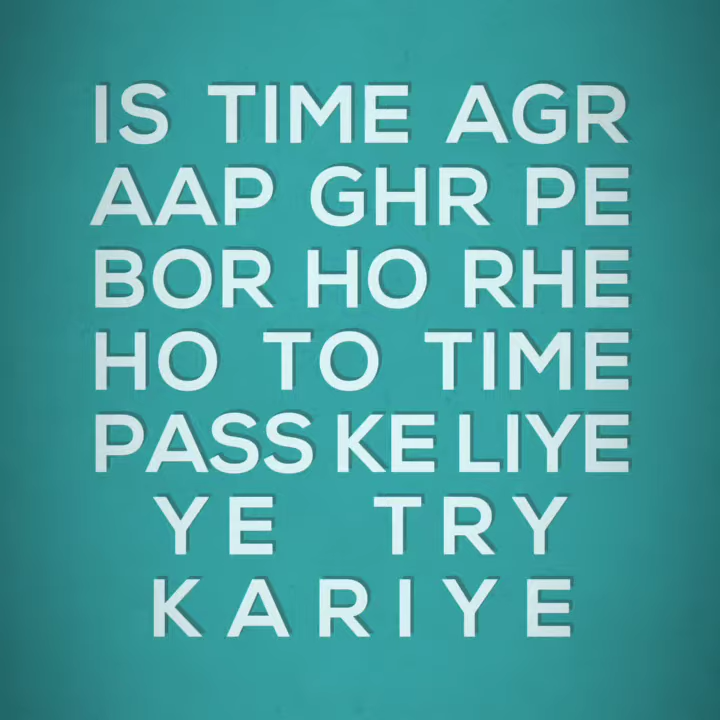 IS TIME AGR
AAP GHR PE
BOR HO RHE
HO TO TIME
PASS KE LIYE
YE TRY
KARIYE